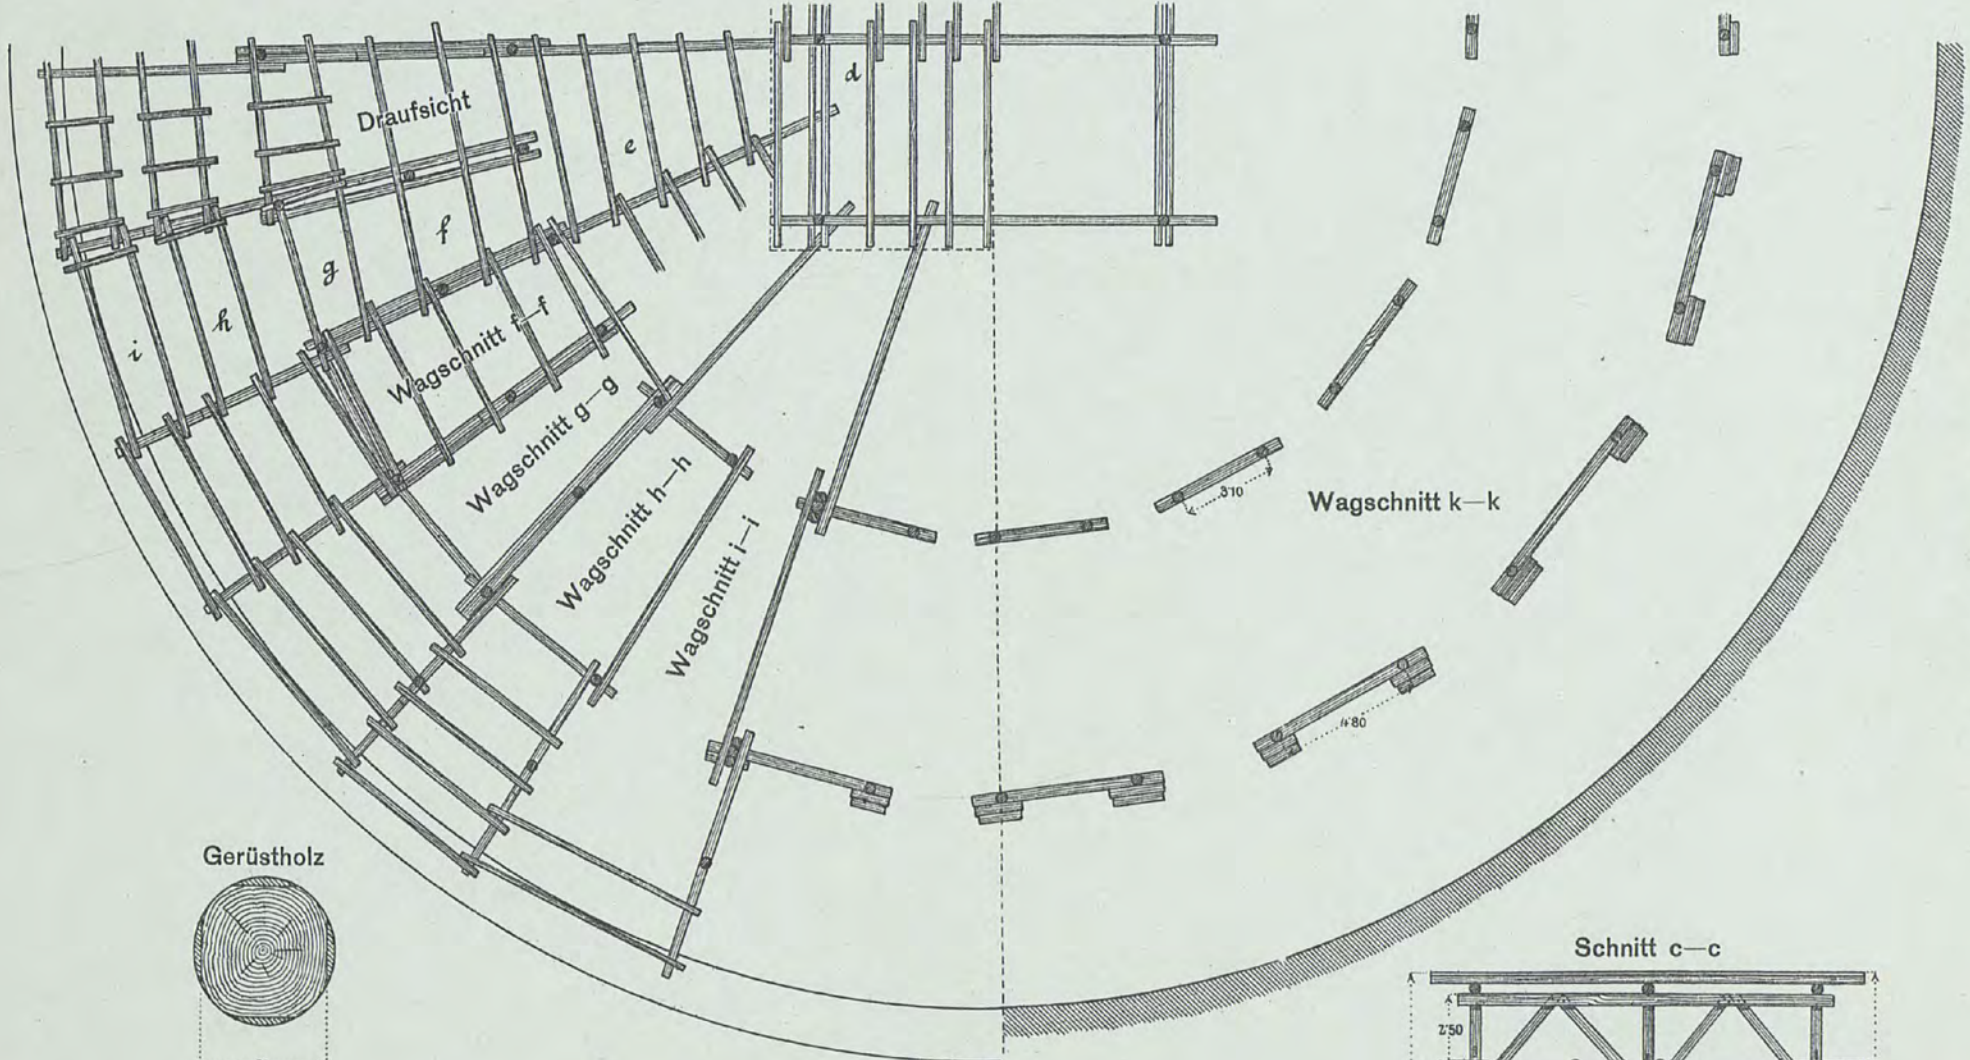 d
Draufsicht
e
f
g
h
i
Wagschnitt f—f
Wagschnitt g—g
Wagschnitt h—h
Wagschnitt i—i
3'10
Wagschnitt k—k
4'80
Gerüstholz
Schnitt c—c
2'50